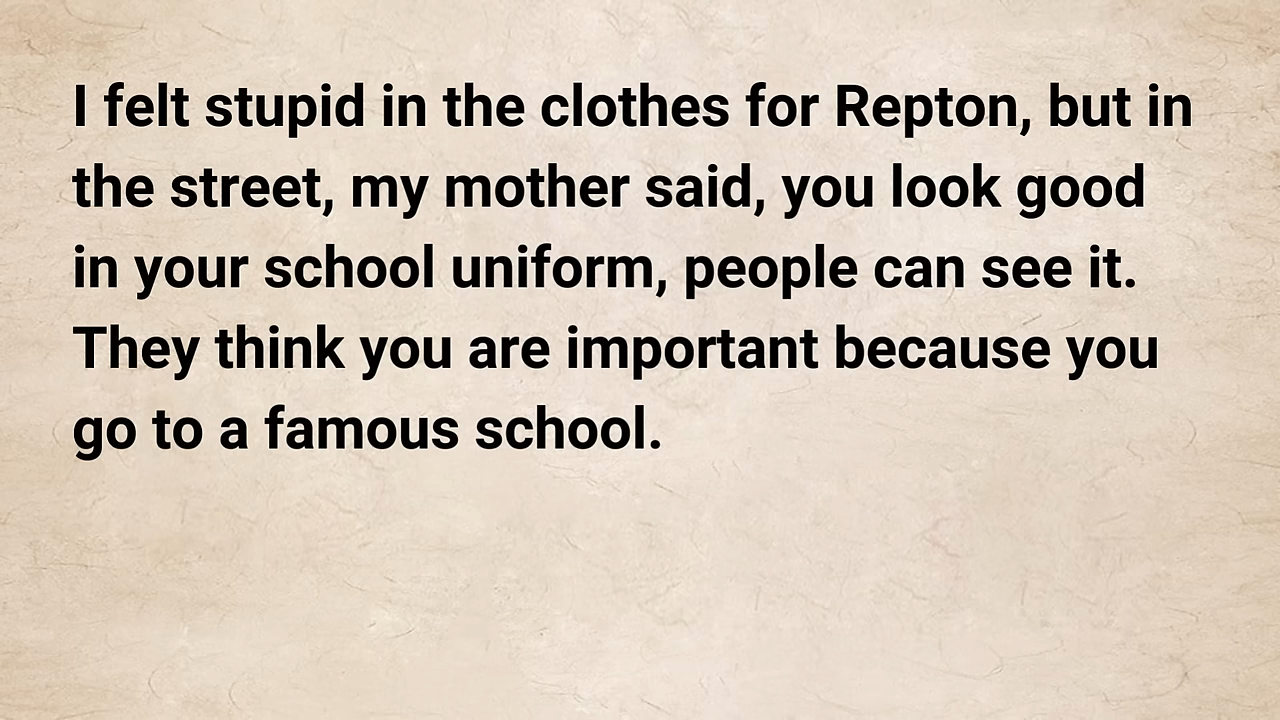 I felt stupid in the clothes for Repton, but in
the street, my mother said, you look good
in your school uniform, people can see it.
They think you are important because you
go to a famous school.